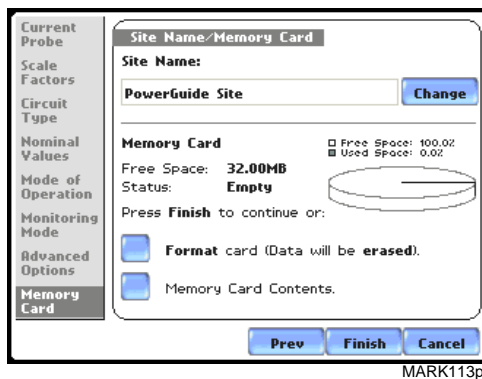 Current
Probe
Scale
Factors
Circuit
Type
Nominal
Values
Mode of
Operation
Monitoring
Mode
Advanced
Options
Memory
Card
Site Name/Memory Card
Site Name:
PowerGuide Site
Change
Memory Card
Free Space: 100.0%
Used Space: 0.0%
Free Space: 32.00MB
Status: Empty
Press Finish to continue or:
Format card (Data will be erased).
Memory Card Contents.
Prev Finish Cancel
MARK113p